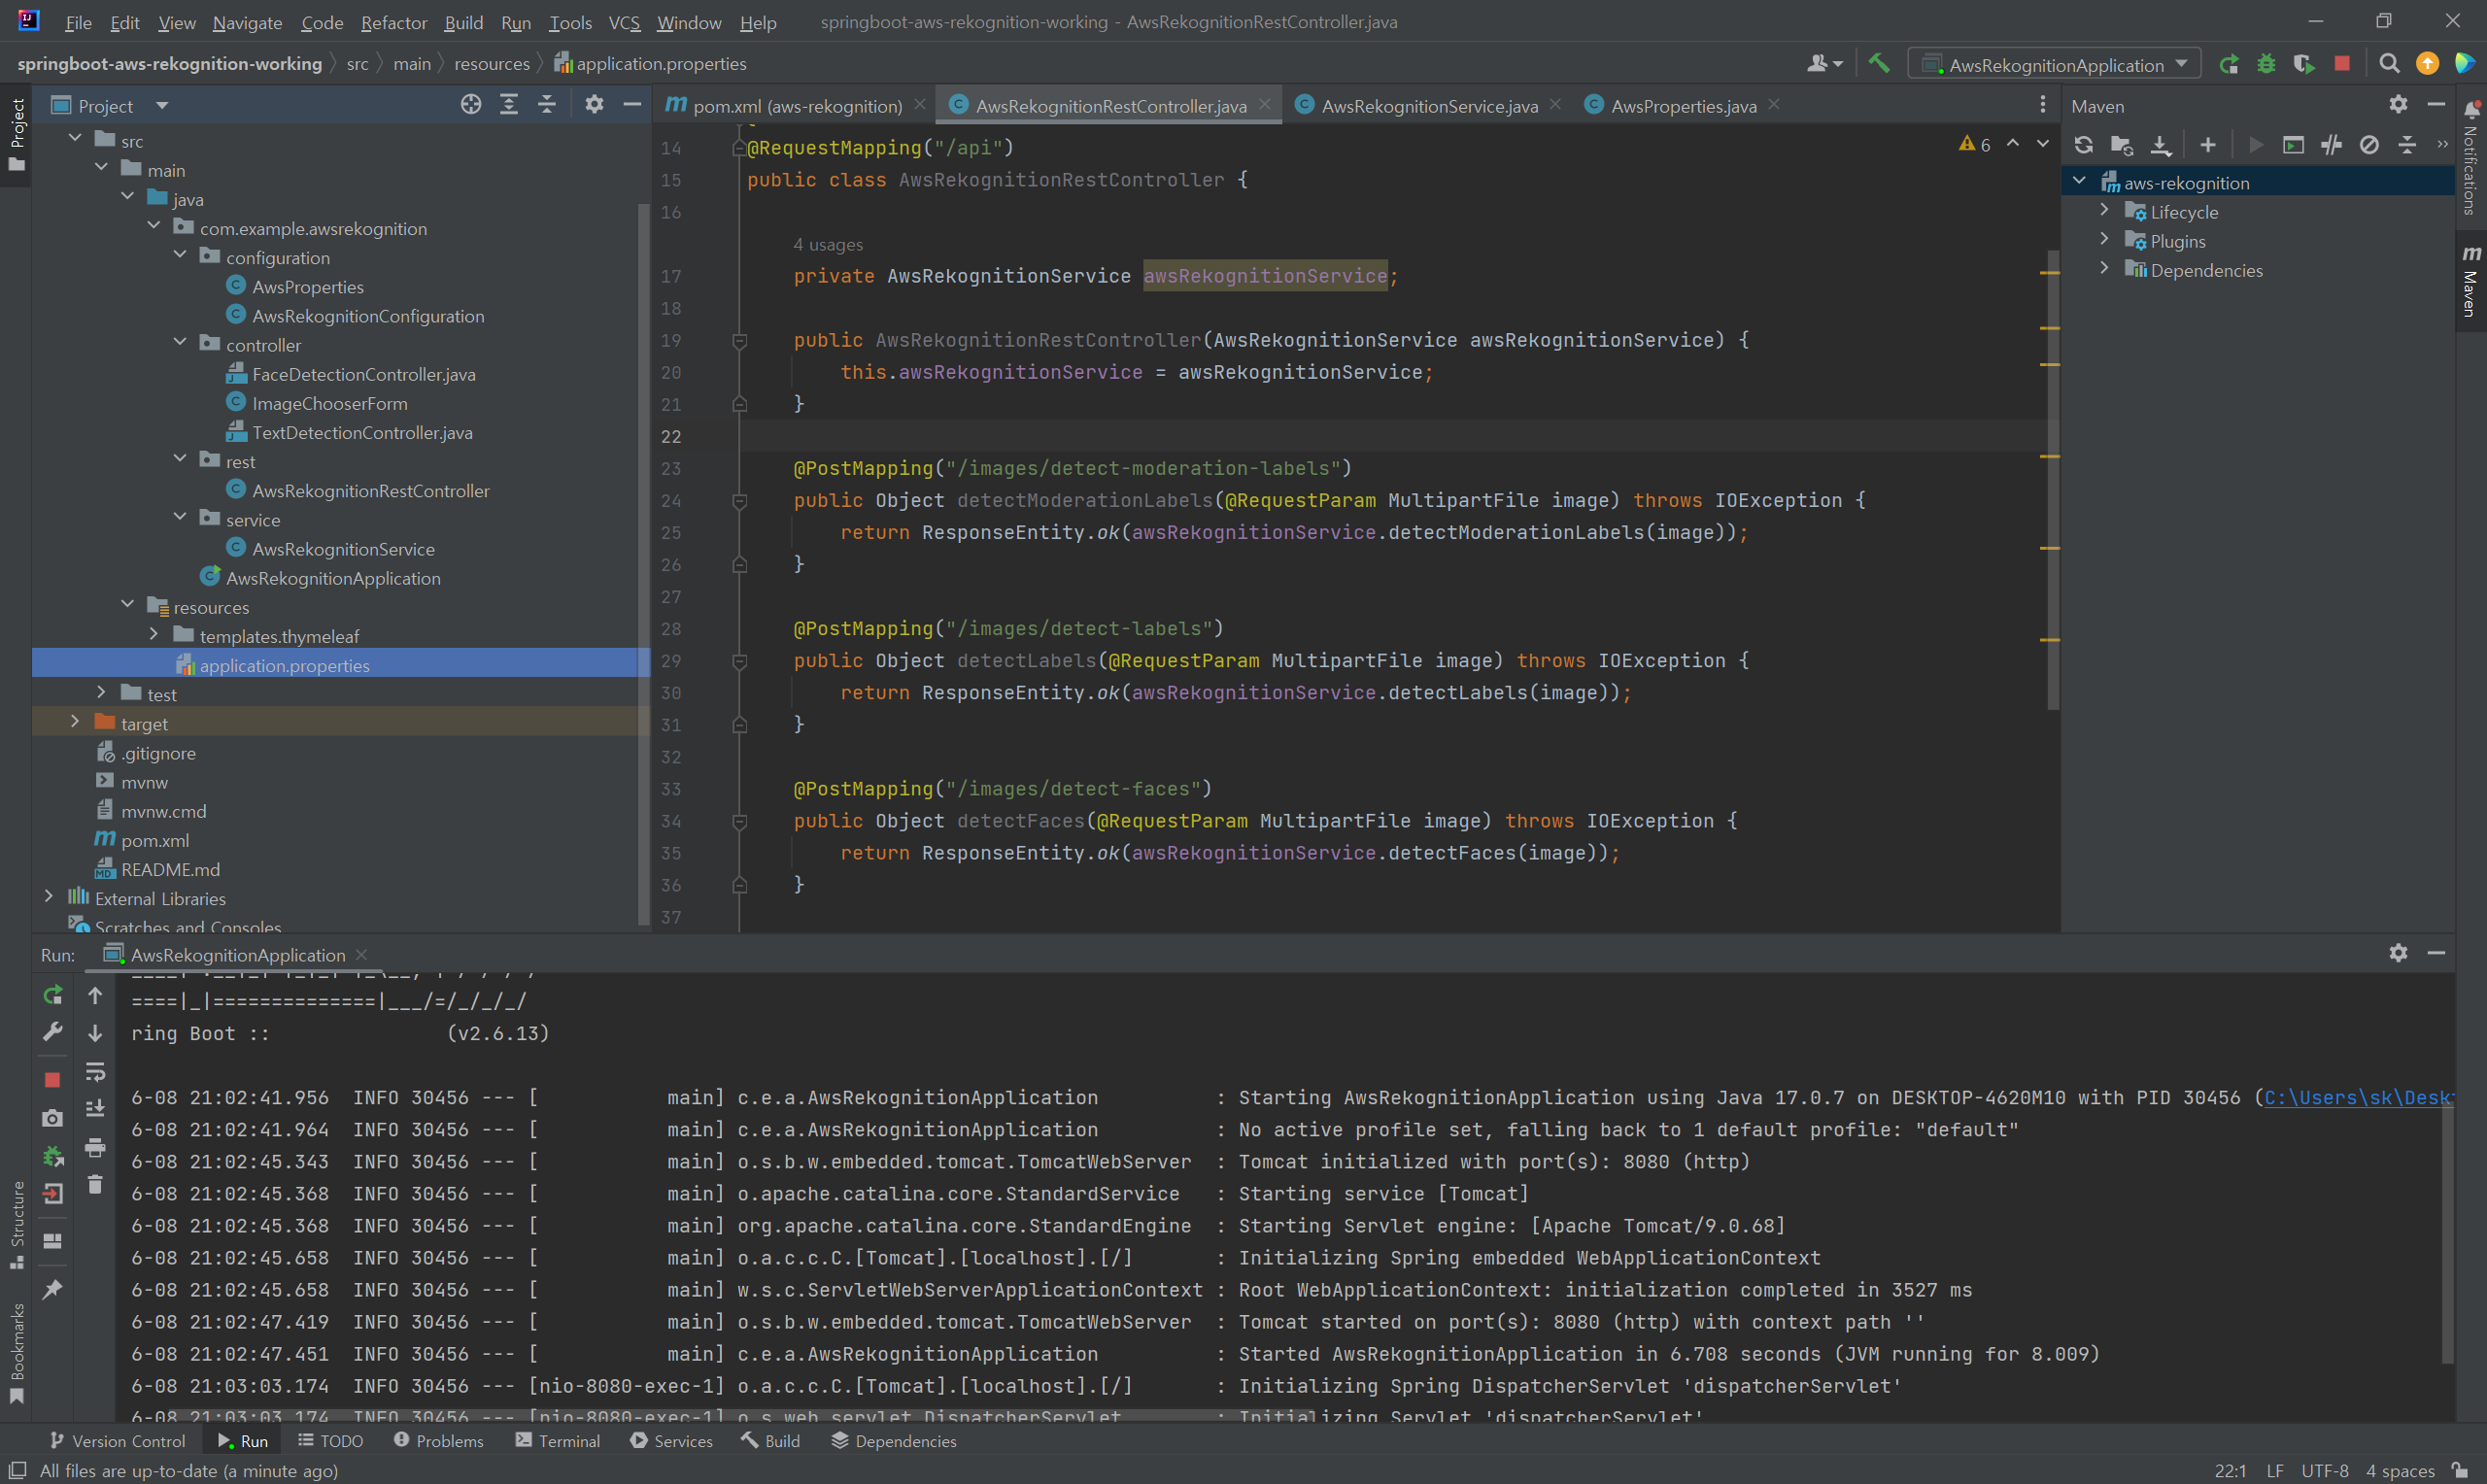 File Edit View Navigate Code Refactor Build Run Tools VCS Window Help springboot-aws-rekognition-working - AwsRekognitionRestController.java
springboot-aws-rekognition-working src main resources application.properties AwsRekognitionApplication
Project
Project
src
main
java
com.example.awsrekognition
configuration
AwsProperties
AwsRekognitionConfiguration
controller
FaceDetectionController.java
ImageChooserForm
TextDetectionController.java
rest
AwsRekognitionRestController
service
AwsRekognitionService
AwsRekognitionApplication
resources
templates.thymeleaf
application.properties
test
target
.gitignore
mvnw
mvnw.cmd
pom.xml
README.md
External Libraries
Scratches and Consoles
pom.xml (aws-rekognition) AwsRekognitionRestController.java AwsRekognitionService.java AwsProperties.java
6
14 @RequestMapping("/api")
15 public class AwsRekognitionRestController {
16
4 usages
17 private AwsRekognitionService awsRekognitionService;
18
19 public AwsRekognitionRestController(AwsRekognitionService awsRekognitionService) {
20 this.awsRekognitionService = awsRekognitionService;
21 }
22
23 @PostMapping("/images/detect-moderation-labels")
24 public Object detectModerationLabels(@RequestParam MultipartFile image) throws IOException {
25 return ResponseEntity.ok(awsRekognitionService.detectModerationLabels(image));
26 }
27
28 @PostMapping("/images/detect-labels")
29 public Object detectLabels(@RequestParam MultipartFile image) throws IOException {
30 return ResponseEntity.ok(awsRekognitionService.detectLabels(image));
31 }
32
33 @PostMapping("/images/detect-faces")
34 public Object detectFaces(@RequestParam MultipartFile image) throws IOException {
35 return ResponseEntity.ok(awsRekognitionService.detectFaces(image));
36 }
37
Maven
aws-rekognition
Lifecycle
Plugins
Dependencies
Notifications
Maven
Run: AwsRekognitionApplication
====|_|==============|___/=/_/_/_/
ring Boot :: (v2.6.13)
6-08 21:02:41.956 INFO 30456 --- [ main] c.e.a.AwsRekognitionApplication : Starting AwsRekognitionApplication using Java 17.0.7 on DESKTOP-4620M10 with PID 30456 (C:\Users\sk\Desk
6-08 21:02:41.964 INFO 30456 --- [ main] c.e.a.AwsRekognitionApplication : No active profile set, falling back to 1 default profile: "default"
6-08 21:02:45.343 INFO 30456 --- [ main] o.s.b.w.embedded.tomcat.TomcatWebServer : Tomcat initialized with port(s): 8080 (http)
6-08 21:02:45.368 INFO 30456 --- [ main] o.apache.catalina.core.StandardService : Starting service [Tomcat]
6-08 21:02:45.368 INFO 30456 --- [ main] org.apache.catalina.core.StandardEngine : Starting Servlet engine: [Apache Tomcat/9.0.68]
6-08 21:02:45.658 INFO 30456 --- [ main] o.a.c.c.C.[Tomcat].[localhost].[/] : Initializing Spring embedded WebApplicationContext
6-08 21:02:45.658 INFO 30456 --- [ main] w.s.c.ServletWebServerApplicationContext : Root WebApplicationContext: initialization completed in 3527 ms
6-08 21:02:47.419 INFO 30456 --- [ main] o.s.b.w.embedded.tomcat.TomcatWebServer : Tomcat started on port(s): 8080 (http) with context path ''
6-08 21:02:47.451 INFO 30456 --- [ main] c.e.a.AwsRekognitionApplication : Started AwsRekognitionApplication in 6.708 seconds (JVM running for 8.009)
6-08 21:03:03.174 INFO 30456 --- [nio-8080-exec-1] o.a.c.c.C.[Tomcat].[localhost].[/] : Initializing Spring DispatcherServlet 'dispatcherServlet'
6-08 21:03:03.174 INFO 30456 --- [nio-8080-exec-1] o.s.web.servlet.DispatcherServlet : Initializing Servlet 'dispatcherServlet'
Structure
Bookmarks
Version Control Run TODO Problems Terminal Services Build Dependencies
All files are up-to-date (a minute ago) 22:1 LF UTF-8 4 spaces